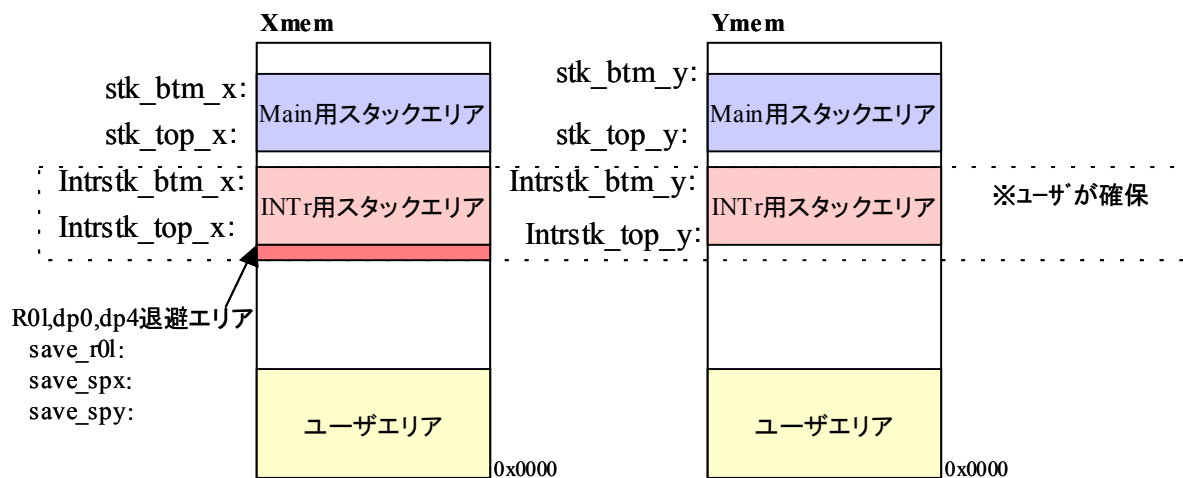 Xmem
Ymem
stk_btm_x:
Main用スタックエリア
stk_btm_y:
Main用スタックエリア
stk_top_x:
stk_top_y:
Intrstk_btm_x:
INTr用スタックエリア
Intrstk_btm_y:
INTr用スタックエリア
※ユーザが確保
Intrstk_top_x:
Intrstk_top_y:
R0l,dp0,dp4退避エリア
save_r0l:
save_spx:
save_spy:
ユーザエリア
ユーザエリア
0x0000
0x0000